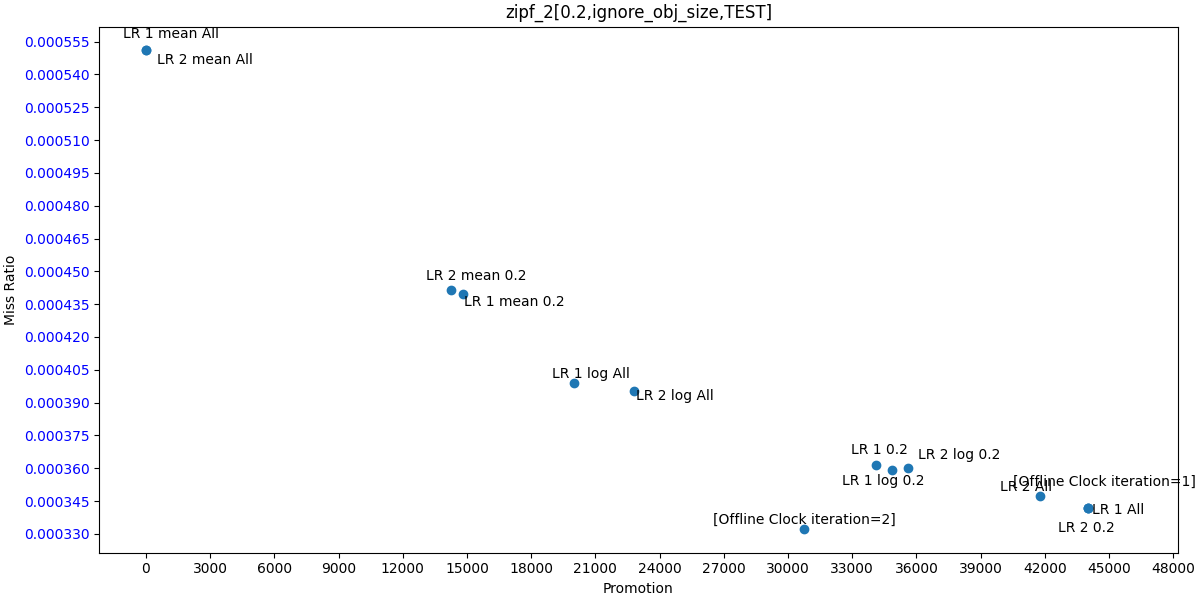 zipf_2[0.2,ignore_obj_size,TEST]
LR 1 mean All
0.000555
LR 2 mean All
0.000540
0.000525
0.000510
0.000495
0.000480
0.000465
0.000450
LR 2 mean 0.2
LR 1 mean 0.2
0.000435
0.000420
0.000405
LR 1 log All
LR 2 log All
0.000390
0.000375
LR 1 0.2
LR 2 log 0.2
0.000360
LR 1 log 0.2
[Offline Clock iteration=1]
LR 2 All
0.000345
LR 1 All
[Offline Clock iteration=2]
LR 2 0.2
0.000330
Miss Ratio
0 3000 6000 9000 12000 15000 18000 21000 24000 27000 30000 33000 36000 39000 42000 45000 48000
Promotion